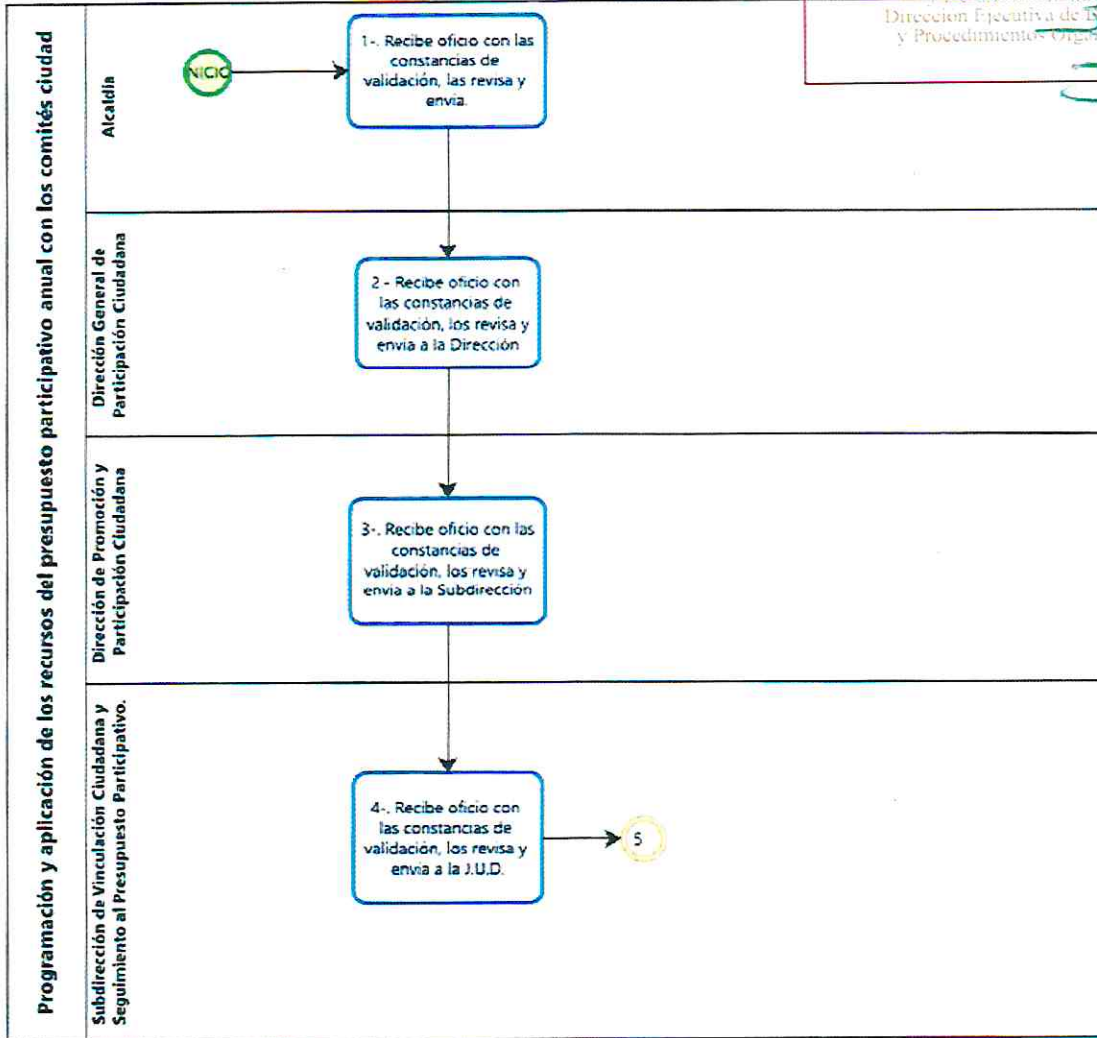 Programación y aplicación de los recursos del presupuesto participativo anual con los comités ciudad
Alcaldía
INICIO
1-. Recibe oficio con las
constancias de
validación, las revisa y
envia.
Dirección Ejecutiva de
y Procedimientos
Dirección General de
Participación Ciudadana
2 - Recibe oficio con
las constancias de
validación, los revisa y
envia a la Dirección
Dirección de Promoción y
Participación Ciudadana
3-. Recibe oficio con las
constancias de
validación, los revisa y
envia a la Subdirección
Subdirección de Vinculación Ciudadana y
Seguimiento al Presupuesto Participativo.
4-. Recibe oficio con
las constancias de
validación, los revisa y
envia a la J.U.D.
5